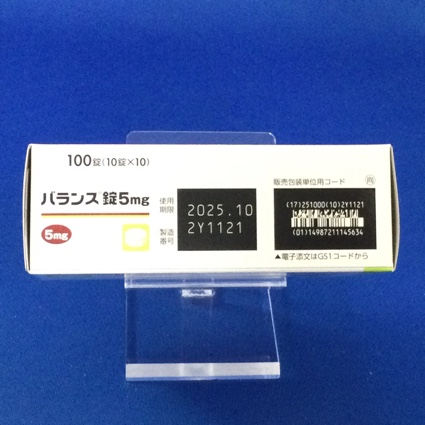 100錠(10錠×10)
バランス錠5mg
5mg
使用
期限
2025.10
製造
番号
2Y1121
販売包装単位用コード
向
(17)251000(10)2Y1121
(01)14987211145634
▲電子添文はGS1コードから